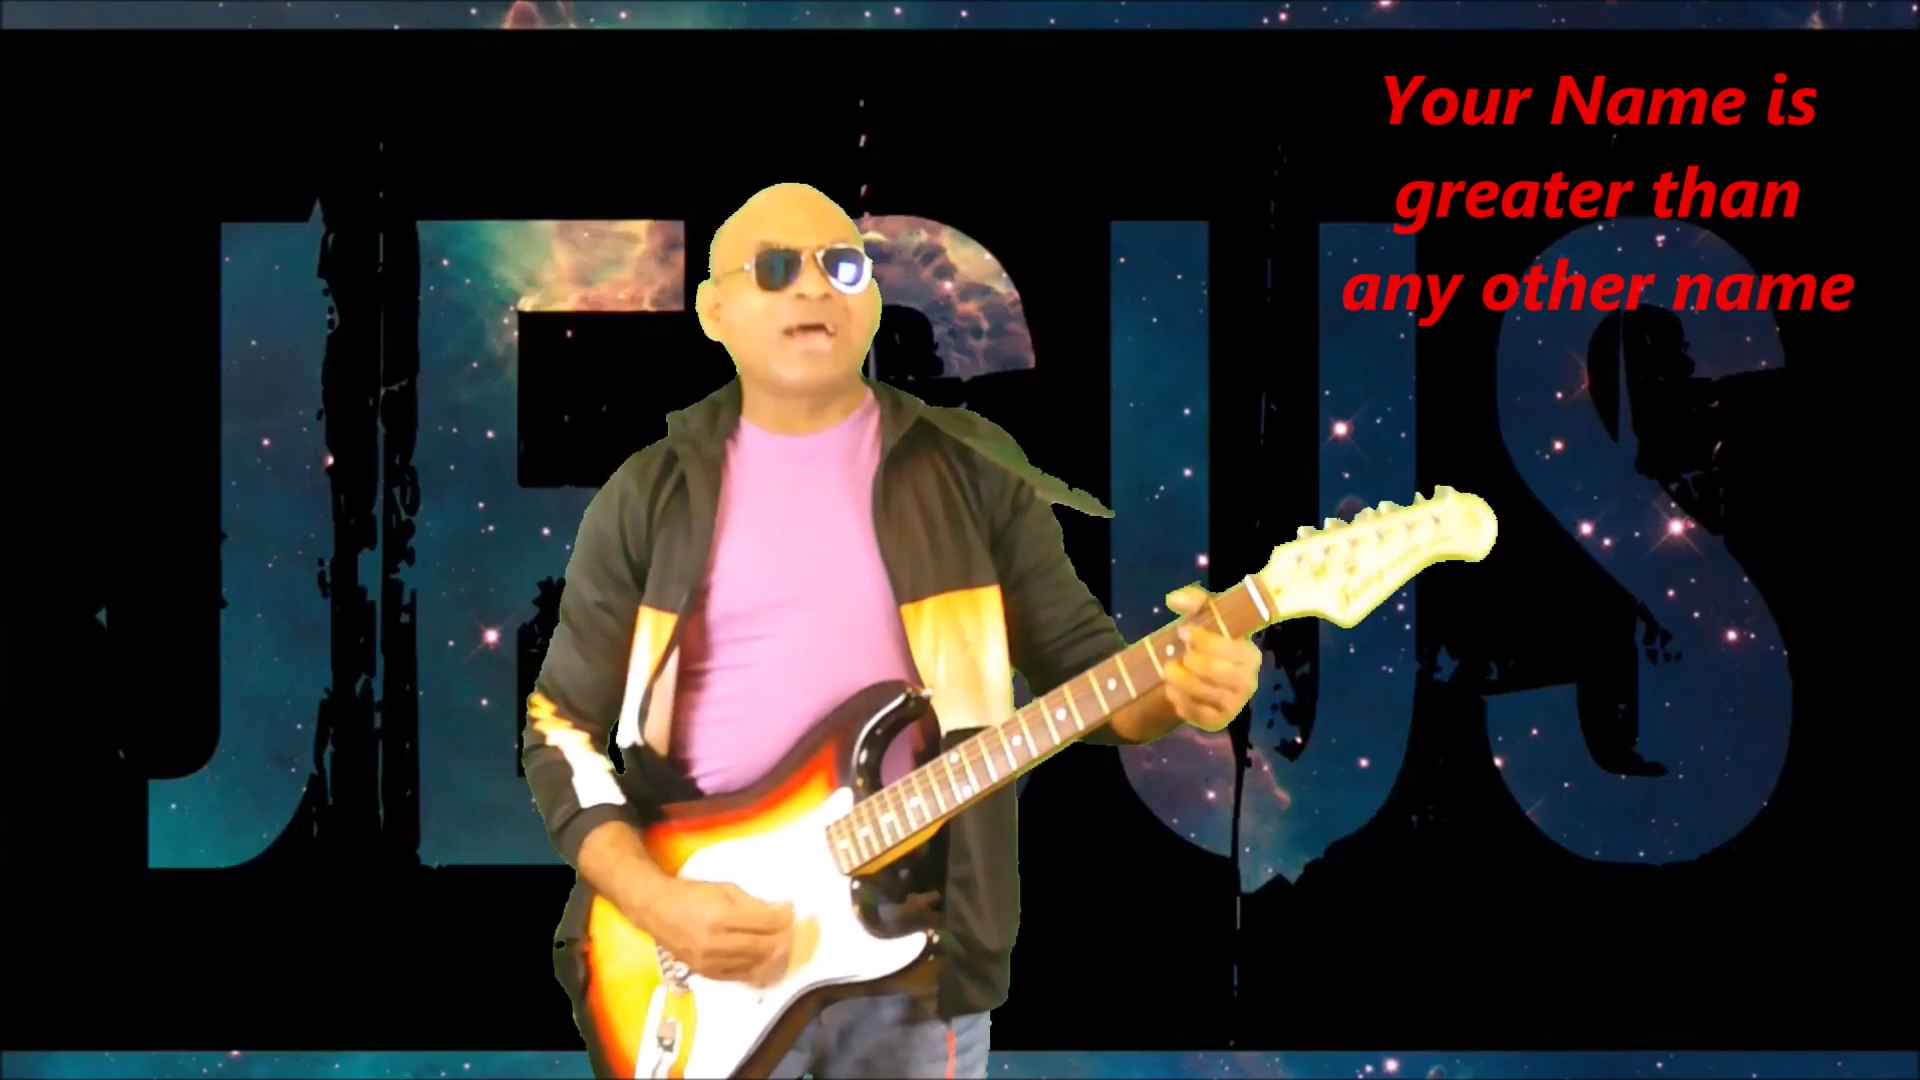 JESUS
Your Name is
greater than
any other name